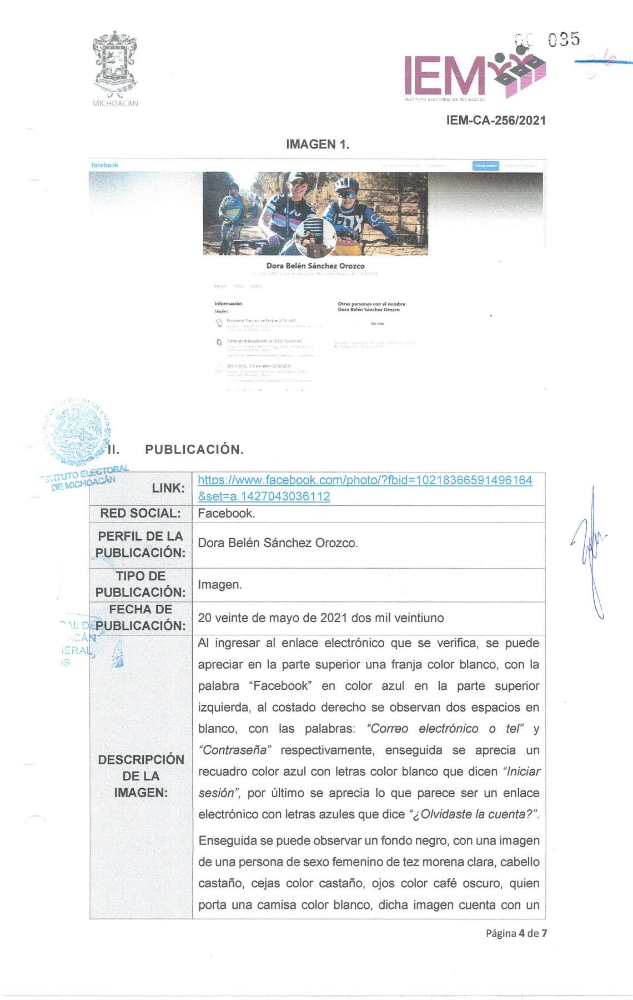 035
MICHOACÁN
IEM
INSTITUTO ELECTORAL DE MICHOACÁN
IEM-CA-256/2021
IMAGEN 1.
facebook
Iniciar sesión
FOX
Dora Belén Sánchez Orozco
Amigos Fotos Videos
Información
Otras personas con el nombre
Dora Belén Sánchez Orozco
Empleo
Ver más
II. PUBLICACIÓN.
INSTITUTO ELECTORAL
DE MICHOACÁN
LINK:
https://www.facebook.com/photo/?fbid=10218366591496164
&set=a.1427043036112
RED SOCIAL:
Facebook.
PERFIL DE LA
PUBLICACIÓN:
Dora Belén Sánchez Orozco.
TIPO DE
PUBLICACIÓN:
Imagen.
FECHA DE
PUBLICACIÓN:
20 veinte de mayo de 2021 dos mil veintiuno
DESCRIPCIÓN
DE LA
IMAGEN:
Al ingresar al enlace electrónico que se verifica, se puede
apreciar en la parte superior una franja color blanco, con la
palabra “Facebook” en color azul en la parte superior
izquierda, al costado derecho se observan dos espacios en
blanco, con las palabras: “Correo electrónico o tel” y
“Contraseña” respectivamente, enseguida se aprecia un
recuadro color azul con letras color blanco que dicen “Iniciar
sesión”, por último se aprecia lo que parece ser un enlace
electrónico con letras azules que dice “¿Olvidaste la cuenta?”.
Enseguida se puede observar un fondo negro, con una imagen
de una persona de sexo femenino de tez morena clara, cabello
castaño, cejas color castaño, ojos color café oscuro, quien
porta una camisa color blanco, dicha imagen cuenta con un
Página 4 de 7